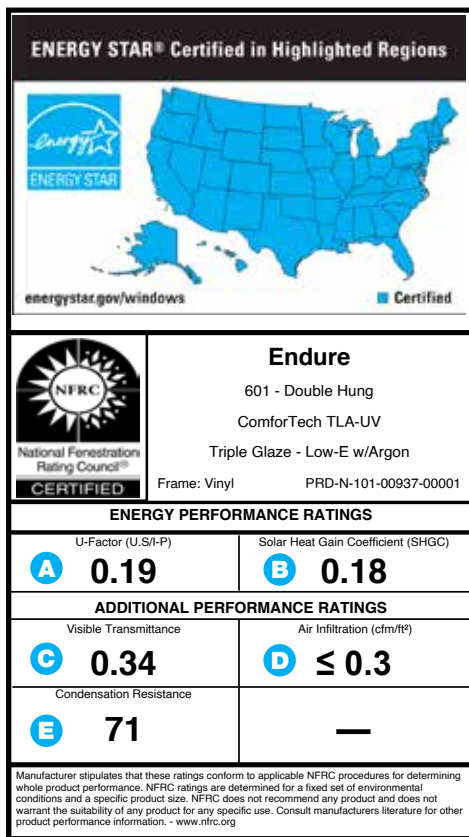 ENERGY STAR® Certified in Highlighted Regions
energy
ENERGY STAR
energystar.gov/windows
Certified
NFRC
National Fenestration
Rating Council®
CERTIFIED
Endure
601 - Double Hung
ComforTech TLA-UV
Triple Glaze - Low-E w/Argon
Frame: Vinyl PRD-N-101-00937-00001
ENERGY PERFORMANCE RATINGS
U-Factor (U.S/I-P) Solar Heat Gain Coefficient (SHGC)
A 0.19 B 0.18
ADDITIONAL PERFORMANCE RATINGS
Visible Transmittance Air Infiltration (cfm/ft²)
C 0.34 D ≤ 0.3
Condensation Resistance
E 71 —
Manufacturer stipulates that these ratings conform to applicable NFRC procedures for determining
whole product performance. NFRC ratings are determined for a fixed set of environmental
conditions and a specific product size. NFRC does not recommend any product and does not
warrant the suitability of any product for any specific use. Consult manufacturers literature for other
product performance information. - www.nfrc.org